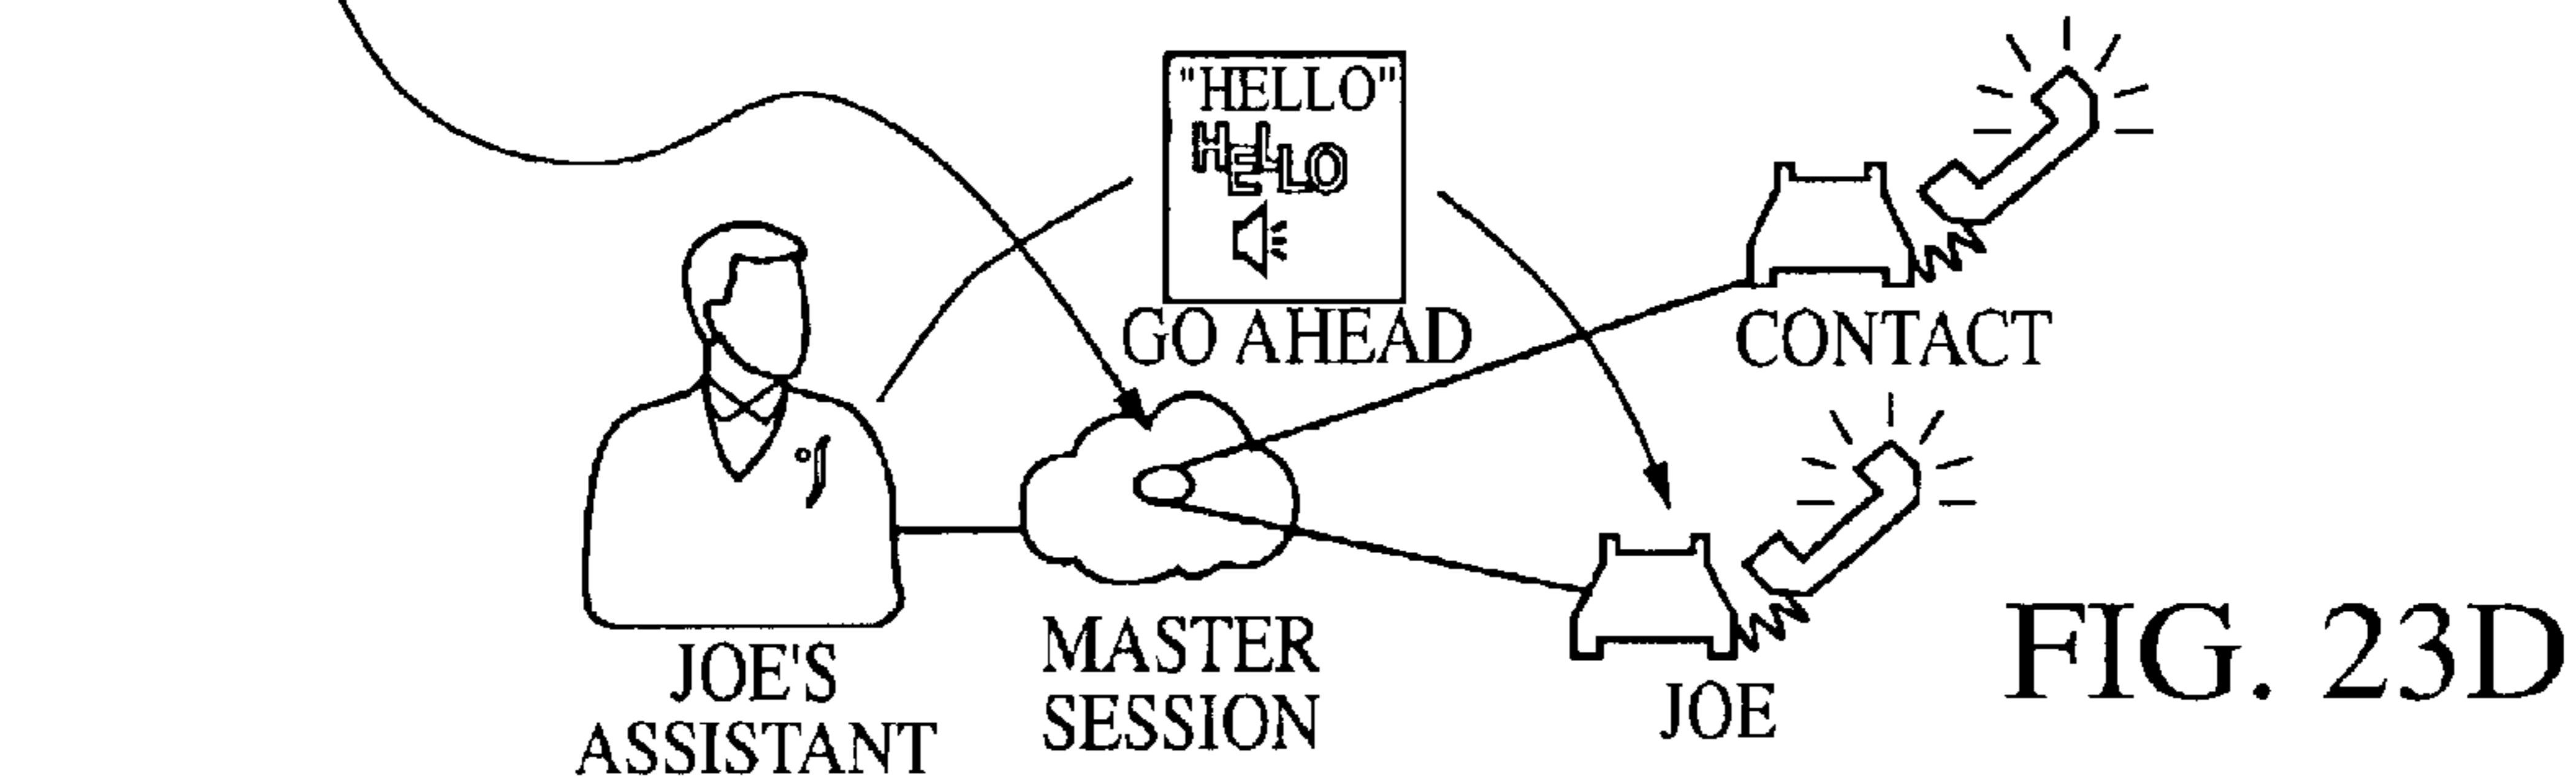 "HELLO"
HELLO
GO AHEAD
CONTACT
JOE'S
ASSISTANT
MASTER
SESSION
JOE
FIG. 23D